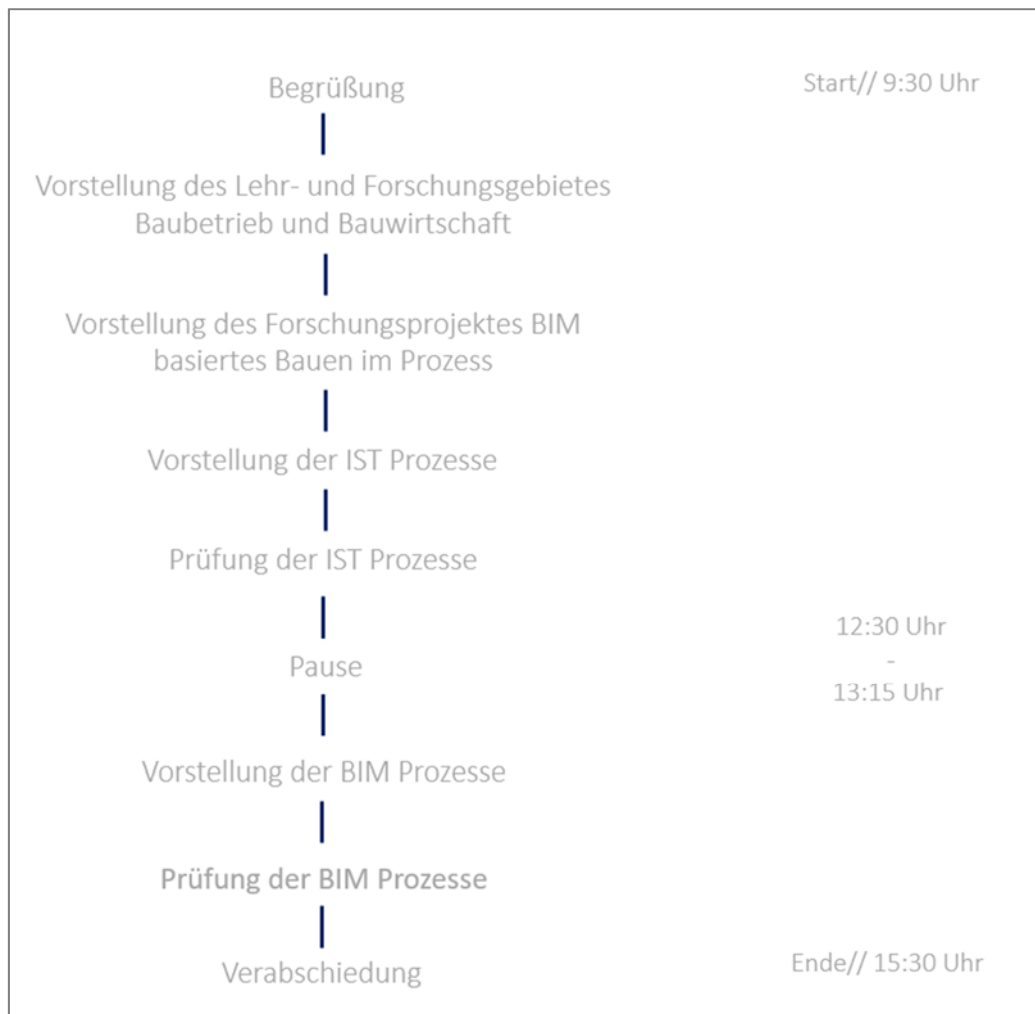 Begrüßung
Start// 9:30 Uhr
Vorstellung des Lehr- und Forschungsgebietes
Baubetrieb und Bauwirtschaft
Vorstellung des Forschungsprojektes BIM
basiertes Bauen im Prozess
Vorstellung der IST Prozesse
Prüfung der IST Prozesse
12:30 Uhr
-
13:15 Uhr
Pause
Vorstellung der BIM Prozesse
Prüfung der BIM Prozesse
Verabschiedung
Ende// 15:30 Uhr